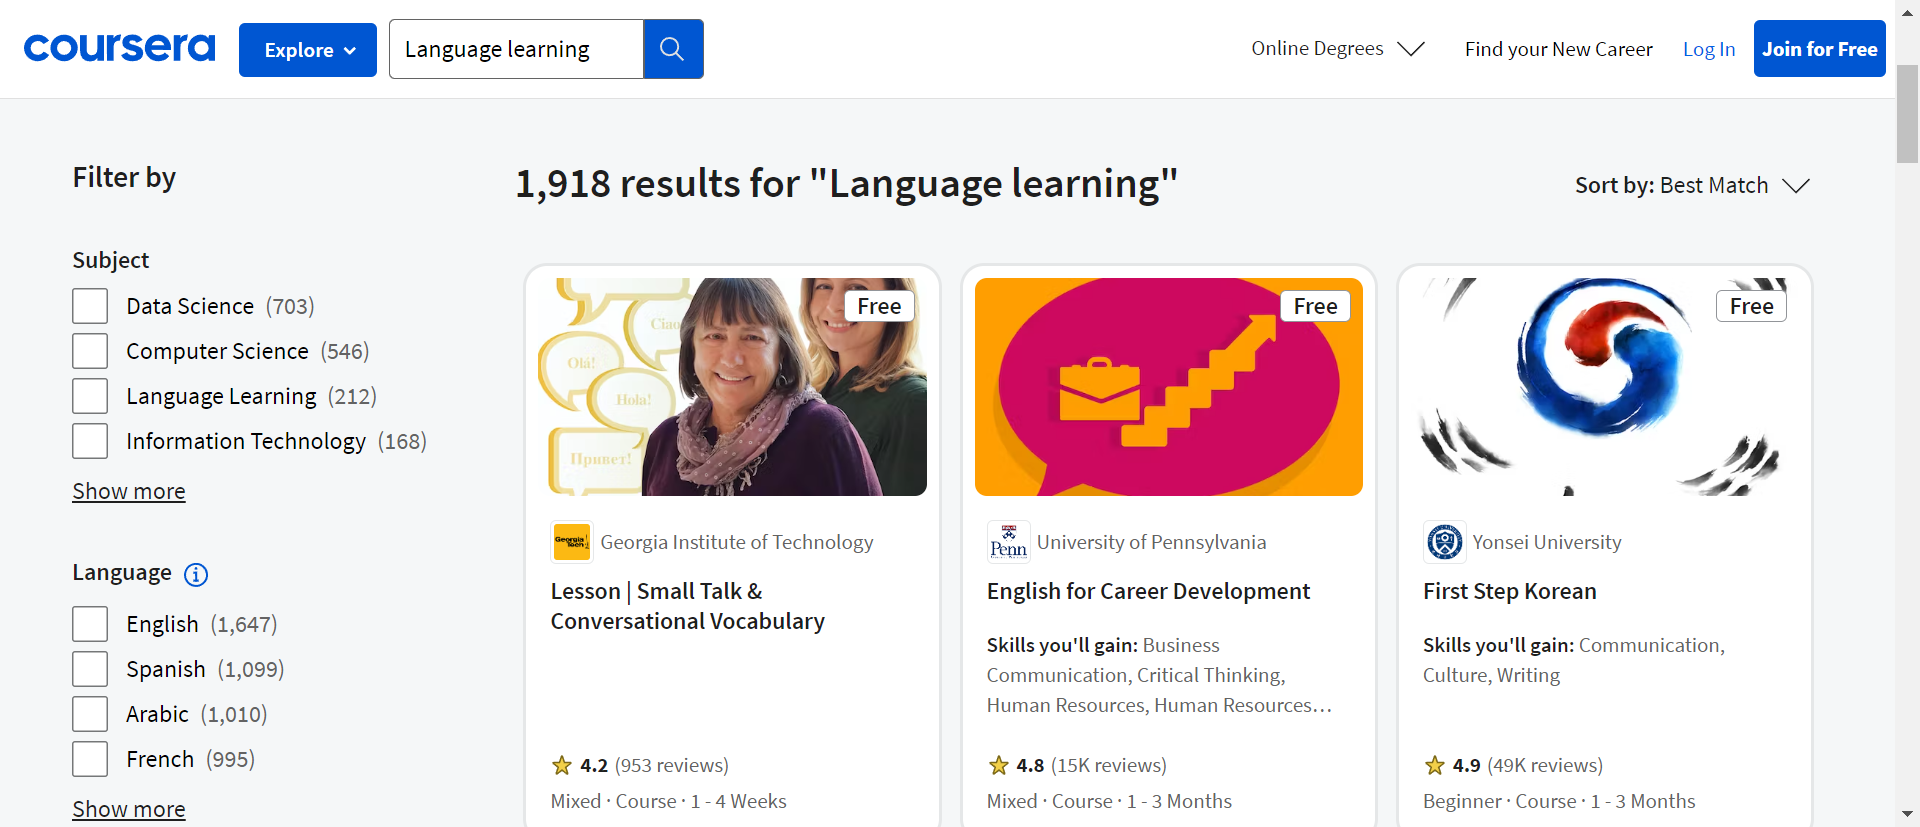 coursera
Explore
Language learning
Online Degrees
Find your New Career
Log In
Join for Free
Filter by
1,918 results for "Language learning"
Sort by: Best Match
Subject
Data Science (703)
Computer Science (546)
Language Learning (212)
Information Technology (168)
Show more
Language
English (1,647)
Spanish (1,099)
Arabic (1,010)
French (995)
Show more
Free
Ciao
Olá!
Hola!
Привет!
Georgia Tech
Georgia Institute of Technology
Lesson | Small Talk &
Conversational Vocabulary
4.2 (953 reviews)
Mixed · Course · 1 - 4 Weeks
Free
Penn
University of Pennsylvania
English for Career Development
Skills you'll gain: Business
Communication, Critical Thinking,
Human Resources, Human Resources…
4.8 (15K reviews)
Mixed · Course · 1 - 3 Months
Free
Yonsei University
First Step Korean
Skills you'll gain: Communication,
Culture, Writing
4.9 (49K reviews)
Beginner · Course · 1 - 3 Months